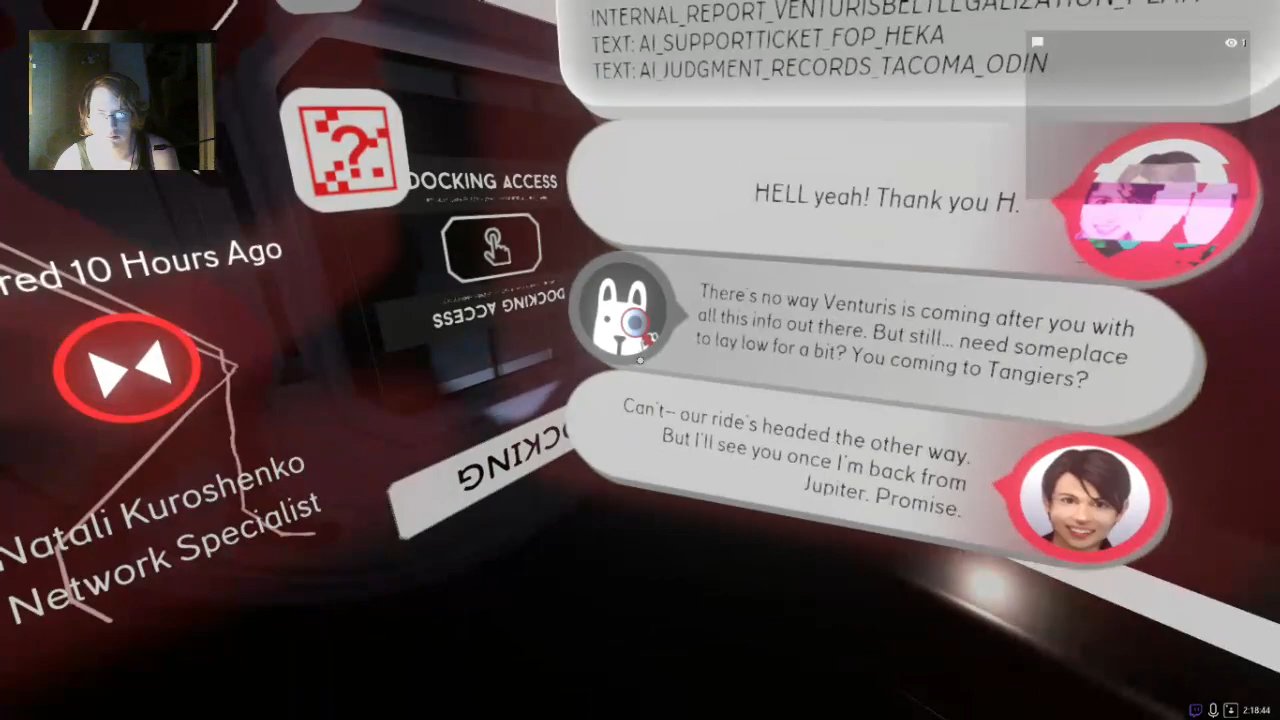 INTERNAL_REPORT_VENTURISBELTLEGALIZATION_PLAN
TEXT: AI_SUPPORTTICKET_FOP_HEKA
TEXT: AI_JUDGMENT_RECORDS_TACOMA_ODIN
1
HELL yeah! Thank you H.
There's no way Venturis is coming after you with
all this info out there. But still... need someplace
to lay low for a bit? You coming to Tangiers?
Can't— our ride's headed the other way.
But I'll see you once I'm back from
Jupiter. Promise.
?
DOCKING ACCESS
DOCKING ACCESS
DOCKING
red 10 Hours Ago
Natali Kuroshenko
Network Specialist
2:18:44